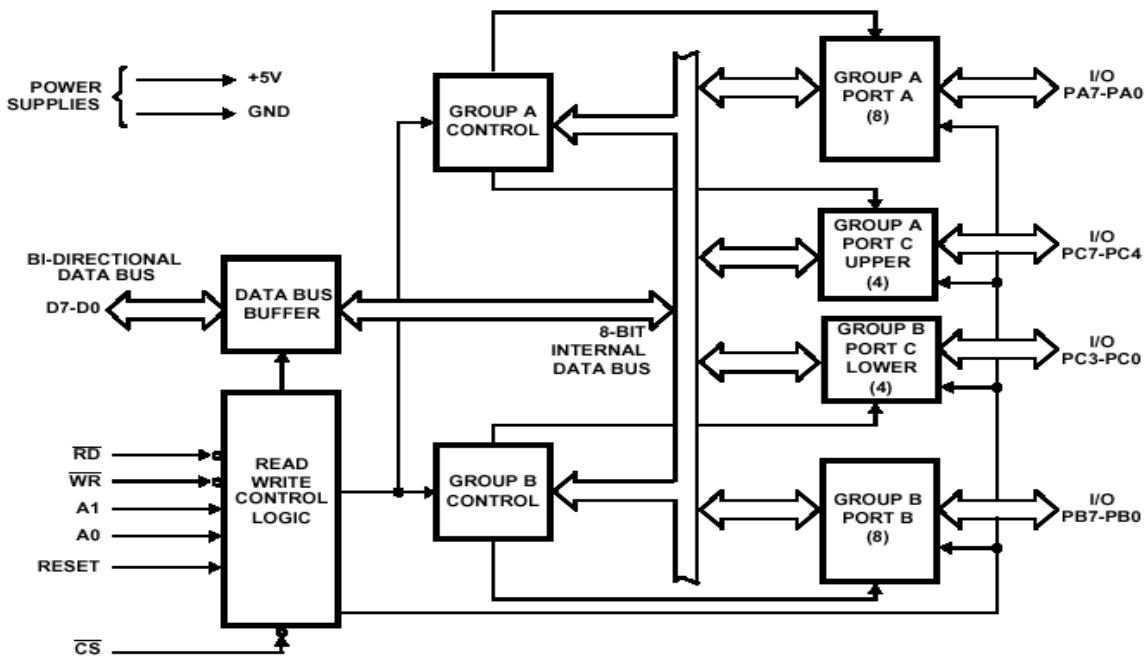 POWER
SUPPLIES
+5V
GND
GROUP A
CONTROL
GROUP A
PORT A
(8)
I/O
PA7-PA0
GROUP A
PORT C
UPPER
(4)
I/O
PC7-PC4
BI-DIRECTIONAL
DATA BUS
D7-D0
DATA BUS
BUFFER
8-BIT
INTERNAL
DATA BUS
GROUP B
PORT C
LOWER
(4)
I/O
PC3-PC0
RD
WR
A1
A0
RESET
CS
READ
WRITE
CONTROL
LOGIC
GROUP B
CONTROL
GROUP B
PORT B
(8)
I/O
PB7-PB0